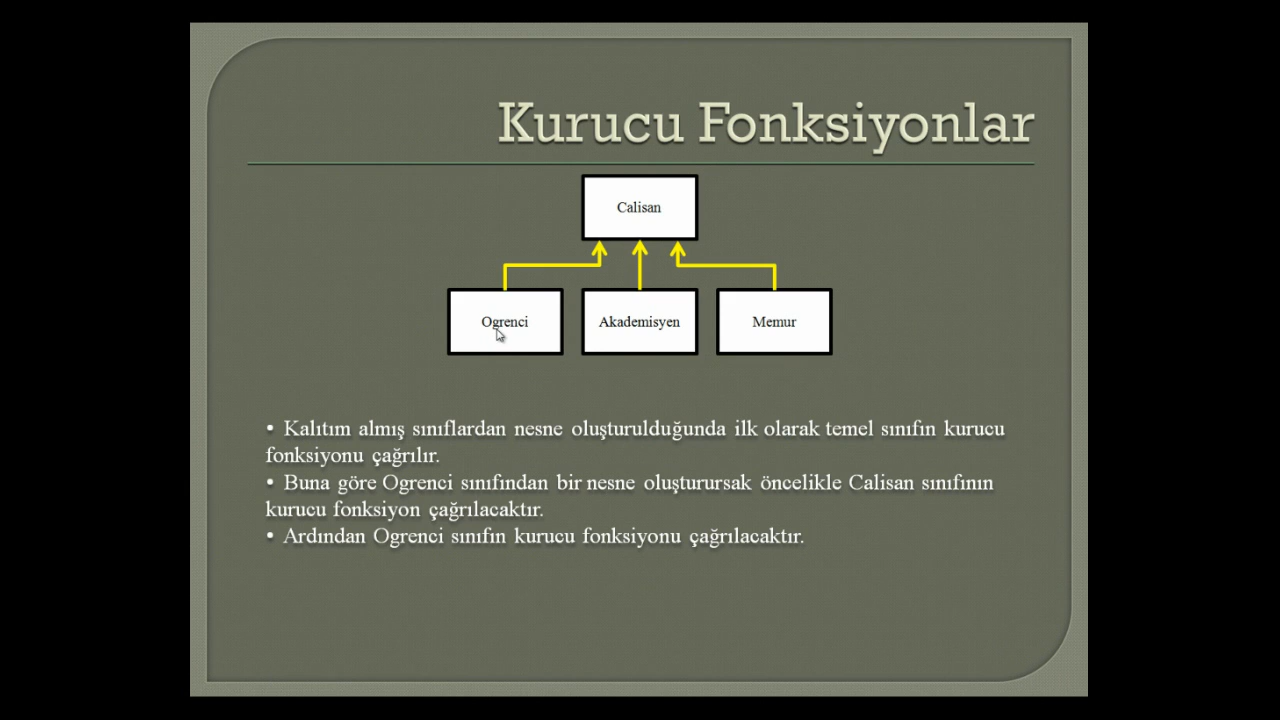 Kurucu Fonksiyonlar
Calisan
Ogrenci
Akademisyen
Memur
• Kalıtım almış sınıflardan nesne oluşturulduğunda ilk olarak temel sınıfın kurucu
fonksiyonu çağrılır.
• Buna göre Ogrenci sınıfından bir nesne oluşturursak öncelikle Calisan sınıfının
kurucu fonksiyon çağrılacaktır.
• Ardından Ogrenci sınıfın kurucu fonksiyonu çağrılacaktır.